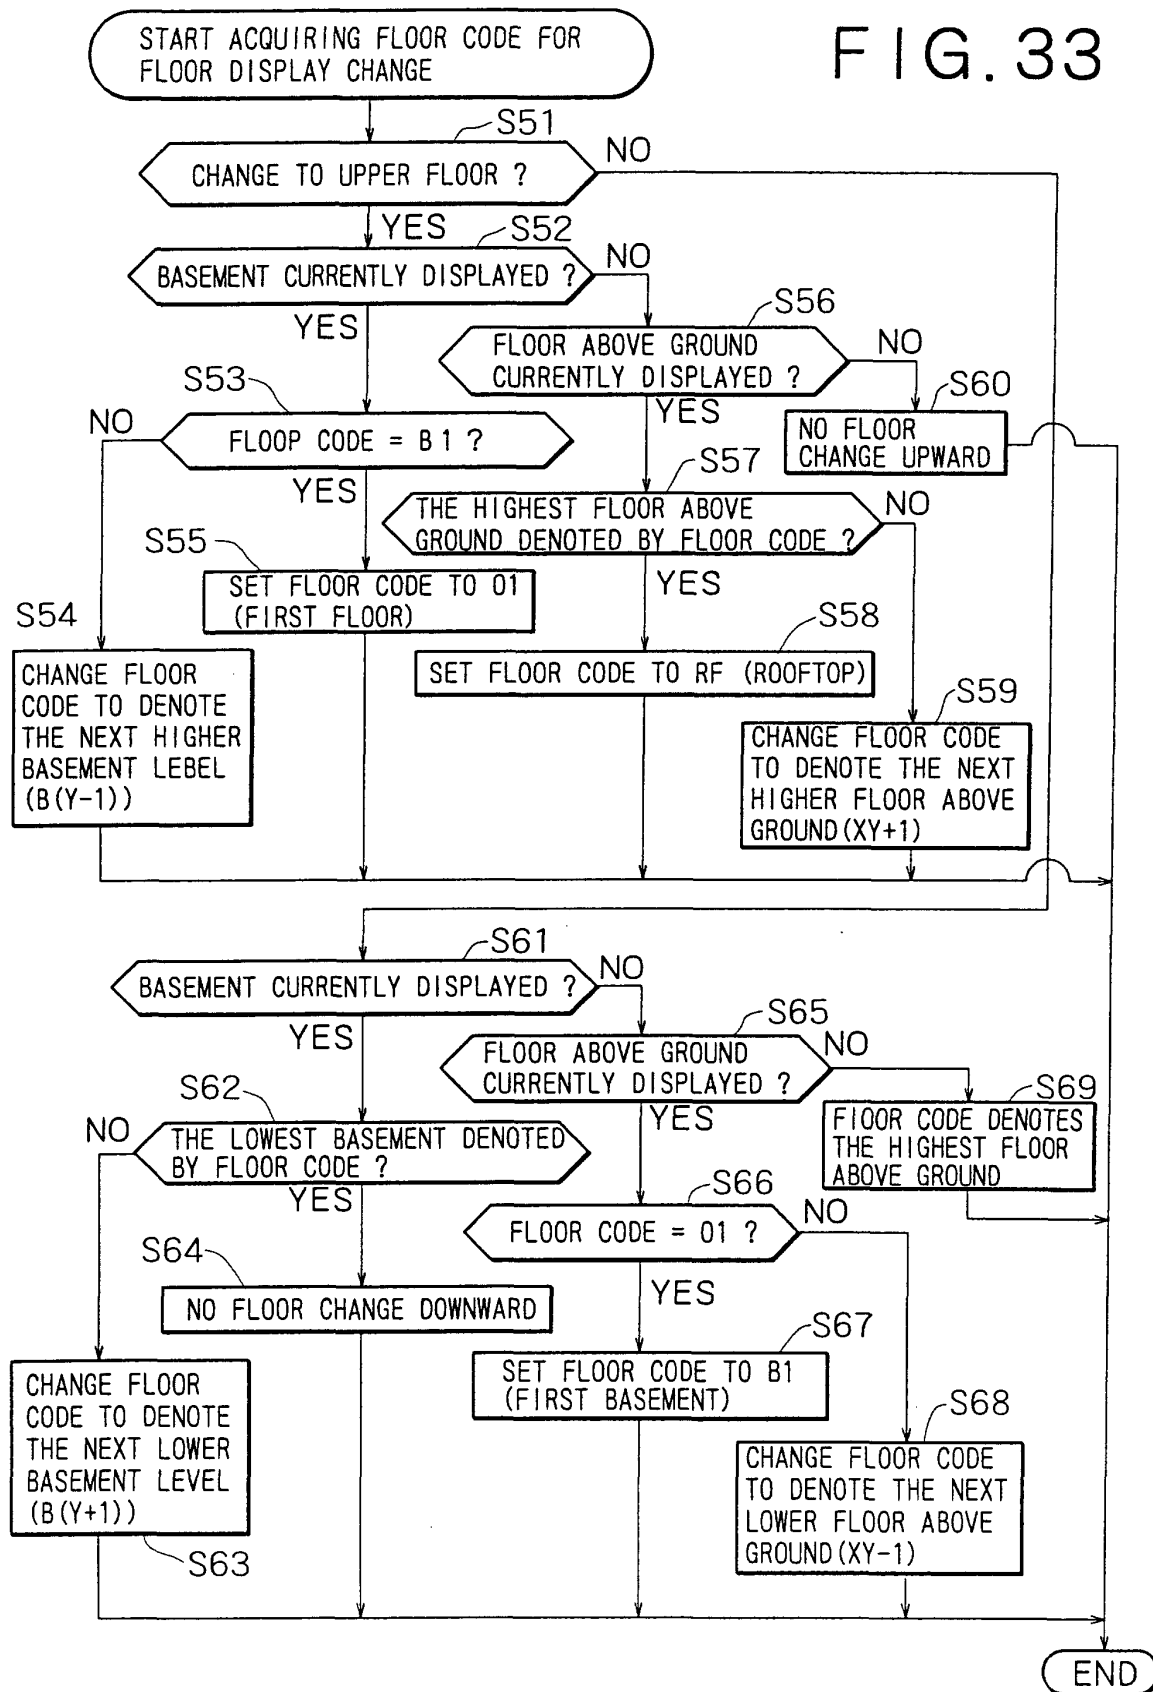 START ACQUIRING FLOOR CODE FOR
FLOOR DISPLAY CHANGE
FIG. 33
S51
CHANGE TO UPPER FLOOR ?
NO
YES
S52
BASEMENT CURRENTLY DISPLAYED ?
NO
YES
S56
FLOOR ABOVE GROUND
CURRENTLY DISPLAYED ?
NO
YES
S53
NO
FLOOP CODE = B1 ?
YES
S60
NO FLOOR
CHANGE UPWARD
S57
THE HIGHEST FLOOR ABOVE
GROUND DENOTED BY FLOOR CODE ?
NO
YES
S55
SET FLOOR CODE TO 01
(FIRST FLOOR)
S54
CHANGE FLOOR
CODE TO DENOTE
THE NEXT HIGHER
BASEMENT LEBEL
(B(Y-1))
S58
SET FLOOR CODE TO RF (ROOFTOP)
S59
CHANGE FLOOR CODE
TO DENOTE THE NEXT
HIGHER FLOOR ABOVE
GROUND(XY+1)
S61
BASEMENT CURRENTLY DISPLAYED ?
NO
YES
S65
FLOOR ABOVE GROUND
CURRENTLY DISPLAYED ?
NO
YES
S62
NO
THE LOWEST BASEMENT DENOTED
BY FLOOR CODE ?
YES
S69
FIOOR CODE DENOTES
THE HIGHEST FLOOR
ABOVE GROUND
S66
FLOOR CODE = 01 ?
NO
YES
S64
NO FLOOR CHANGE DOWNWARD
S67
SET FLOOR CODE TO B1
(FIRST BASEMENT)
CHANGE FLOOR
CODE TO DENOTE
THE NEXT LOWER
BASEMENT LEVEL
(B(Y+1))
S63
S68
CHANGE FLOOR CODE
TO DENOTE THE NEXT
LOWER FLOOR ABOVE
GROUND(XY-1)
END